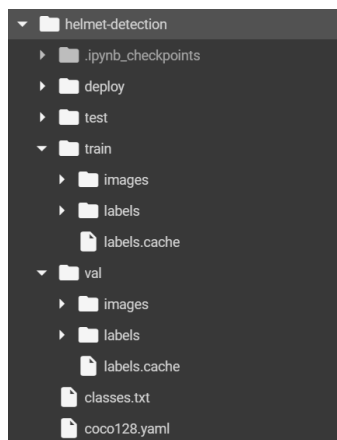 helmet-detection
.ipynb_checkpoints
deploy
test
train
images
labels
labels.cache
val
images
labels
labels.cache
classes.txt
coco128.yaml